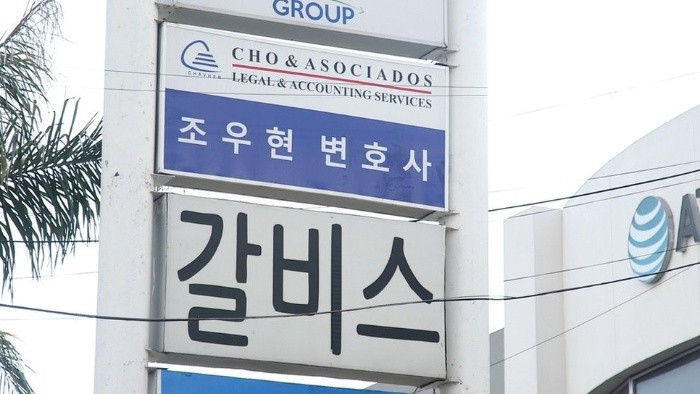 GROUP
CHO & ASOCIADOS
LEGAL & ACCOUNTING SERVICES
조우현 변호사
갈비스
A